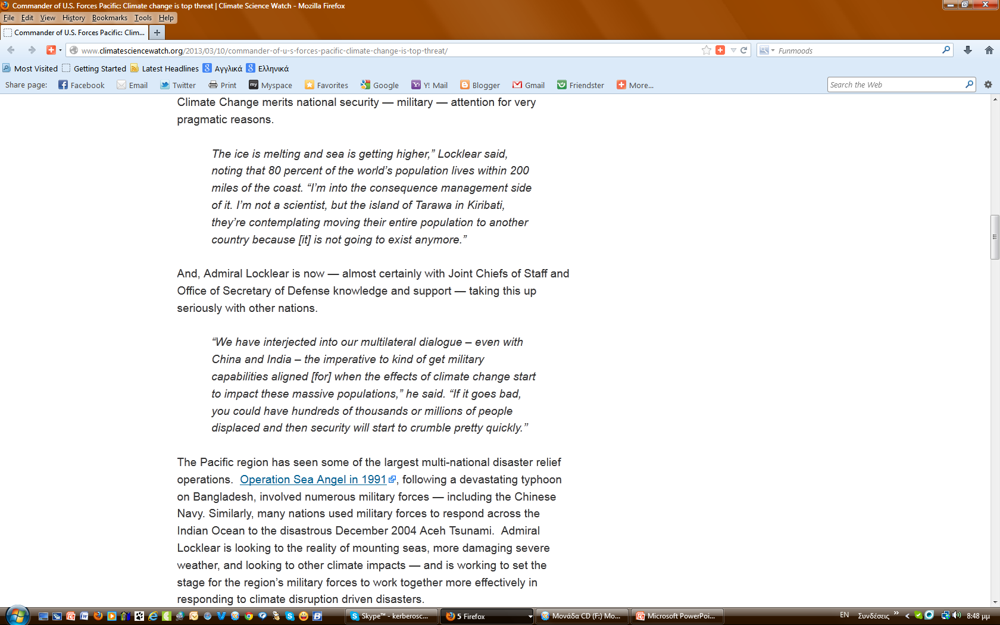 Commander of U.S. Forces Pacific: Climate change is top threat | Climate Science Watch - Mozilla Firefox
File Edit View History Bookmarks Tools Help
Commander of U.S. Forces Pacific: Clim...
www.climatesciencewatch.org/2013/03/10/commander-of-u-s-forces-pacific-climate-change-is-top-threat/ Funmoods
Most Visited Getting Started Latest Headlines Αγγλικά Ελληνικά
Share page: Facebook Email Twitter Print Myspace Favorites Google Y! Mail Blogger Gmail Friendster More... Search the Web
Climate Change merits national security — military — attention for very
pragmatic reasons.
The ice is melting and sea is getting higher,” Locklear said,
noting that 80 percent of the world’s population lives within 200
miles of the coast. “I’m into the consequence management side
of it. I’m not a scientist, but the island of Tarawa in Kiribati,
they’re contemplating moving their entire population to another
country because [it] is not going to exist anymore.”
And, Admiral Locklear is now — almost certainly with Joint Chiefs of Staff and
Office of Secretary of Defense knowledge and support — taking this up
seriously with other nations.
“We have interjected into our multilateral dialogue – even with
China and India – the imperative to kind of get military
capabilities aligned [for] when the effects of climate change start
to impact these massive populations,” he said. “If it goes bad,
you could have hundreds of thousands or millions of people
displaced and then security will start to crumble pretty quickly.”
The Pacific region has seen some of the largest multi-national disaster relief
operations.  Operation Sea Angel in 1991, following a devastating typhoon
on Bangladesh, involved numerous military forces — including the Chinese
Navy. Similarly, many nations used military forces to respond across the
Indian Ocean to the disastrous December 2004 Aceh Tsunami.  Admiral
Locklear is looking to the reality of mounting seas, more damaging severe
weather, and looking to other climate impacts — and is working to set the
stage for the region’s military forces to work together more effectively in
responding to climate disruption driven disasters.
Skype™ - kerberosc... 5 Firefox Μονάδα CD (F:) Mo... Microsoft PowerPoi... EN Συνδέσεις 8:48 μμ